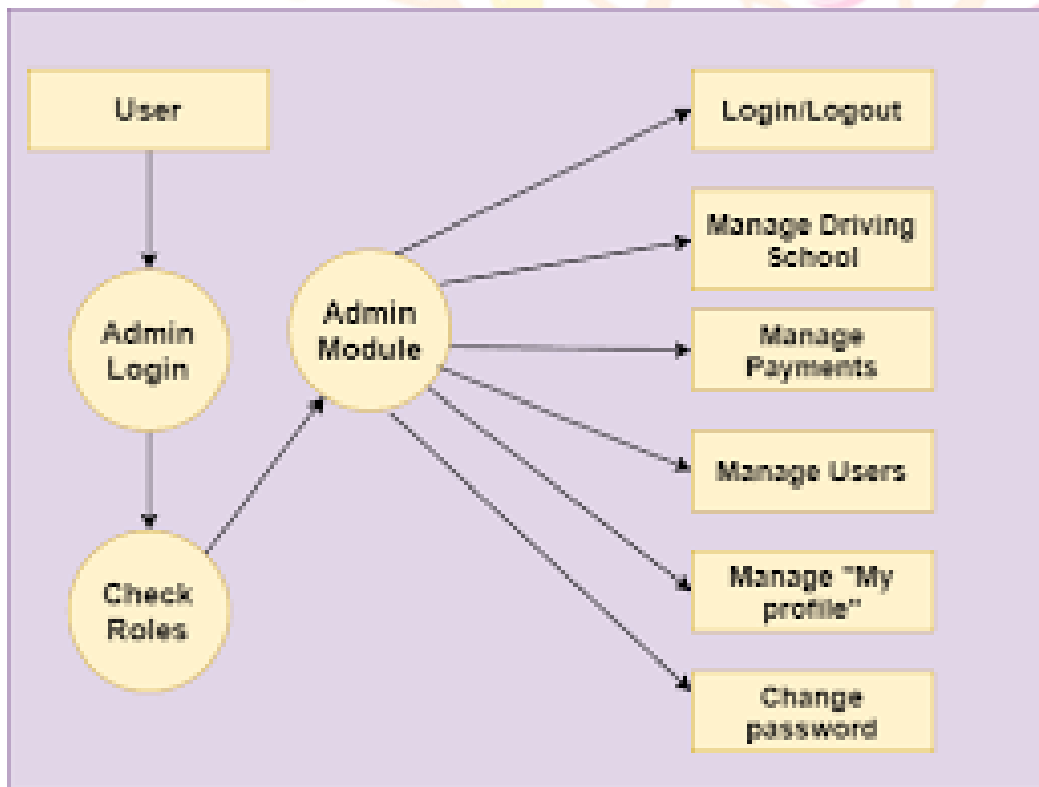 User
Admin
Login
Check
Roles
Admin
Module
Login/Logout
Manage Driving
School
Manage
Payments
Manage Users
Manage "My
profile"
Change
password